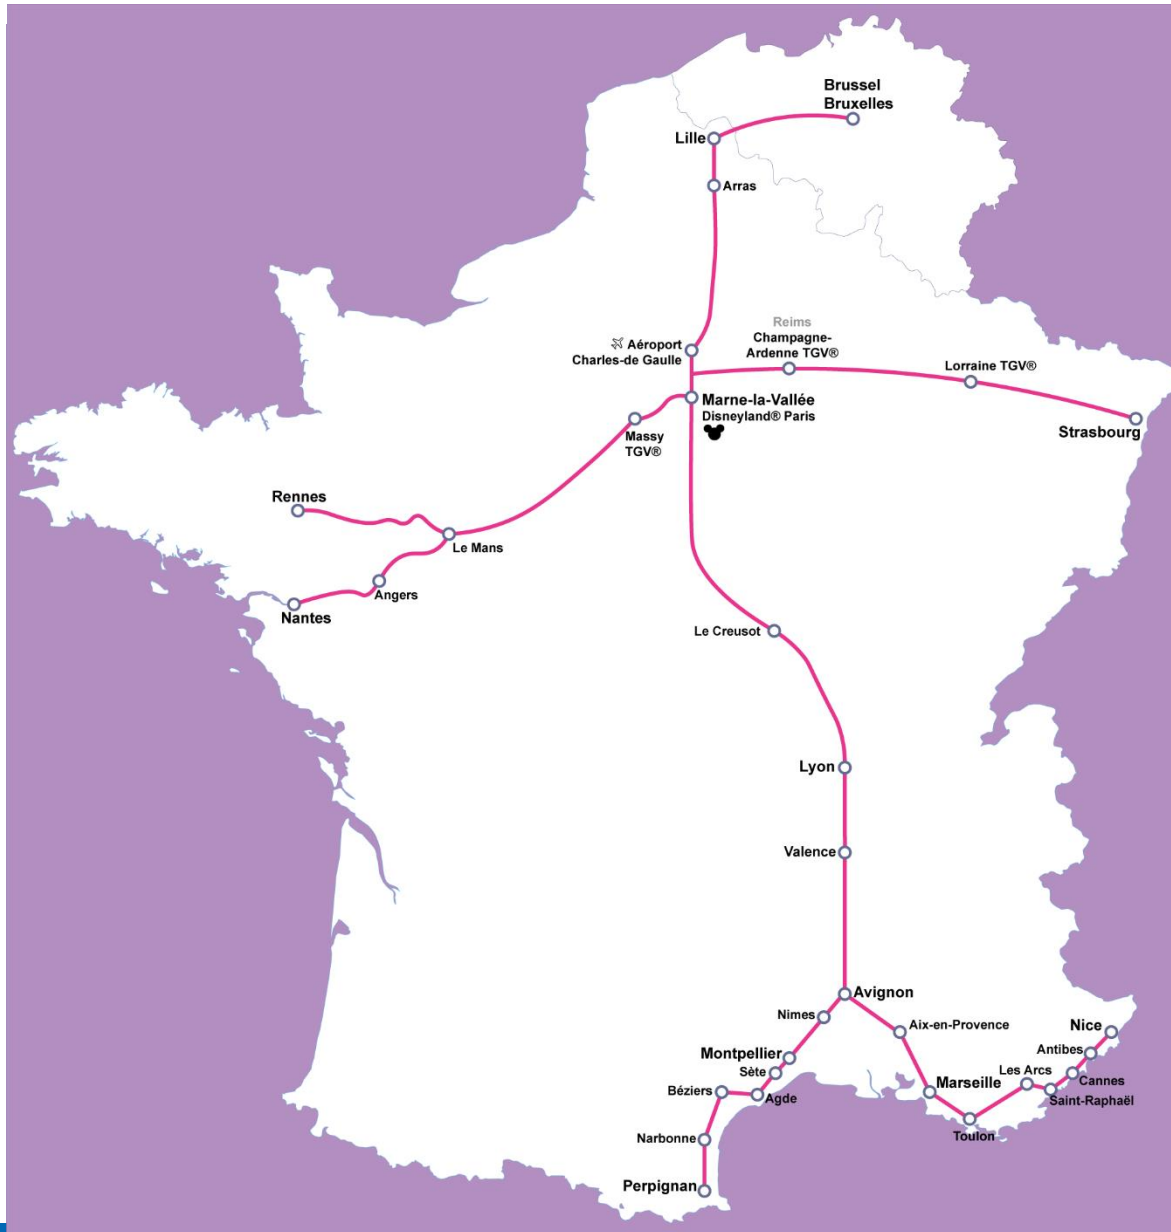 Brussel
Bruxelles
Lille
Arras
Reims
Aéroport
Charles-de Gaulle
Champagne-
Ardenne TGV®
Lorraine TGV®
Marne-la-Vallée
Disneyland® Paris
Massy
TGV®
Strasbourg
Rennes
Le Mans
Angers
Nantes
Le Creusot
Lyon
Valence
Avignon
Nimes
Aix-en-Provence
Nice
Montpellier
Antibes
Sète
Les Arcs
Cannes
Béziers
Agde
Marseille
Saint-Raphaël
Toulon
Narbonne
Perpignan